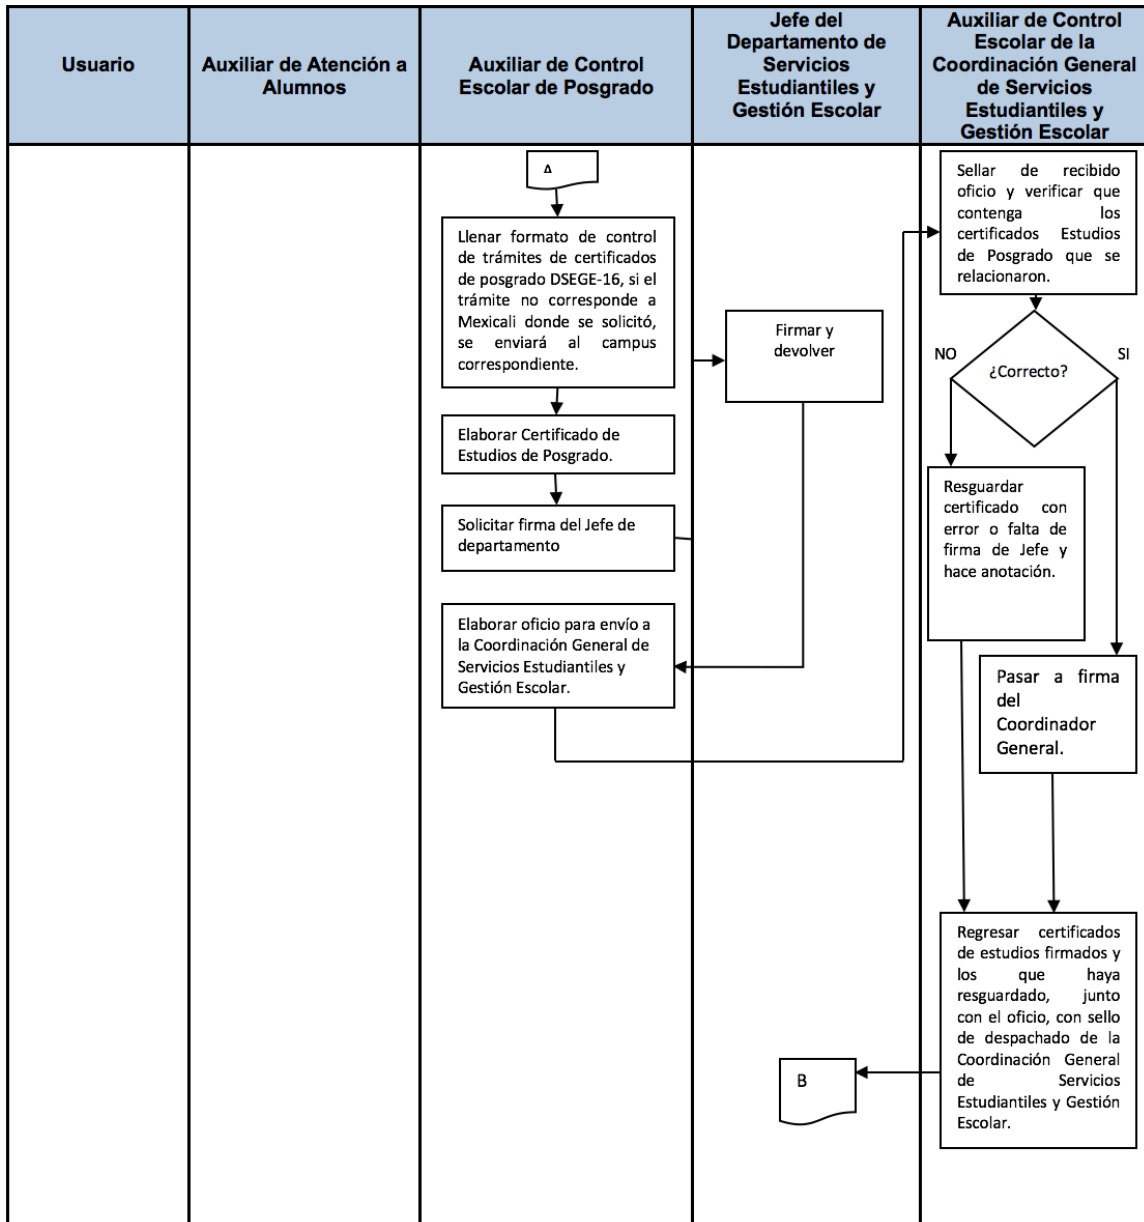 Usuario
Auxiliar de Atención a
Alumnos
Auxiliar de Control
Escolar de Posgrado
Jefe del
Departamento de
Servicios
Estudiantiles y
Gestión Escolar
Auxiliar de Control
Escolar de la
Coordinación General
de Servicios
Estudiantiles y
Gestión Escolar
A
Llenar formato de control
de trámites de certificados
de posgrado DSEGE-16, si el
trámite no corresponde a
Mexicali donde se solicitó,
se enviará al campus
correspondiente.
Elaborar Certificado de
Estudios de Posgrado.
Solicitar firma del Jefe de
departamento
Firmar y
devolver
Elaborar oficio para envío a
la Coordinación General de
Servicios Estudiantiles y
Gestión Escolar.
Sellar de recibido
oficio y verificar que
contenga los
certificados Estudios
de Posgrado que se
relacionaron.
NO
¿Correcto?
SI
Resguardar
certificado con
error o falta de
firma de Jefe y
hace anotación.
Pasar a firma
del
Coordinador
General.
Regresar certificados
de estudios firmados y
los que haya
resguardado, junto
con el oficio, con sello
de despachado de la
Coordinación General
de Servicios
Estudiantiles y Gestión
Escolar.
B